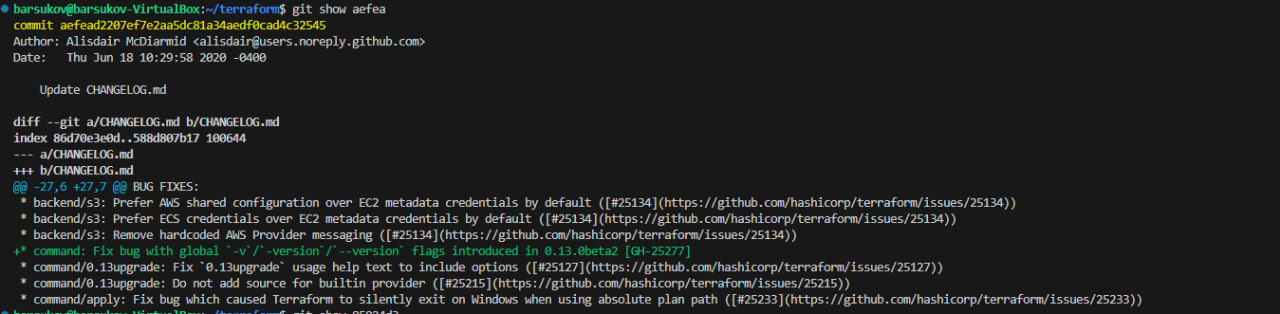 barsukov@barsukov-VirtualBox:~/terraform$ git show aefea
commit aefead2207ef7e2aa5dc81a34aedf0cad4c32545
Author: Alisdair McDiarmid <alisdair@users.noreply.github.com>
Date:   Thu Jun 18 10:29:58 2020 -0400
    Update CHANGELOG.md
diff --git a/CHANGELOG.md b/CHANGELOG.md
index 86d70e3e0d..588d807b17 100644
--- a/CHANGELOG.md
+++ b/CHANGELOG.md
@@ -27,6 +27,7 @@ BUG FIXES:
 * backend/s3: Prefer AWS shared configuration over EC2 metadata credentials by default ([#25134](https://github.com/hashicorp/terraform/issues/25134))
 * backend/s3: Prefer ECS credentials over EC2 metadata credentials by default ([#25134](https://github.com/hashicorp/terraform/issues/25134))
 * backend/s3: Remove hardcoded AWS Provider messaging ([#25134](https://github.com/hashicorp/terraform/issues/25134))
+* command: Fix bug with global `-v`/`-version`/`--version` flags introduced in 0.13.0beta2 [GH-25277]
 * command/0.13upgrade: Fix `0.13upgrade` usage help text to include options ([#25127](https://github.com/hashicorp/terraform/issues/25127))
 * command/0.13upgrade: Do not add source for builtin provider ([#25215](https://github.com/hashicorp/terraform/issues/25215))
 * command/apply: Fix bug which caused Terraform to silently exit on Windows when using absolute plan path ([#25233](https://github.com/hashicorp/terraform/issues/25233))
barsukov@barsukov-VirtualBox:~/terraform$ git show